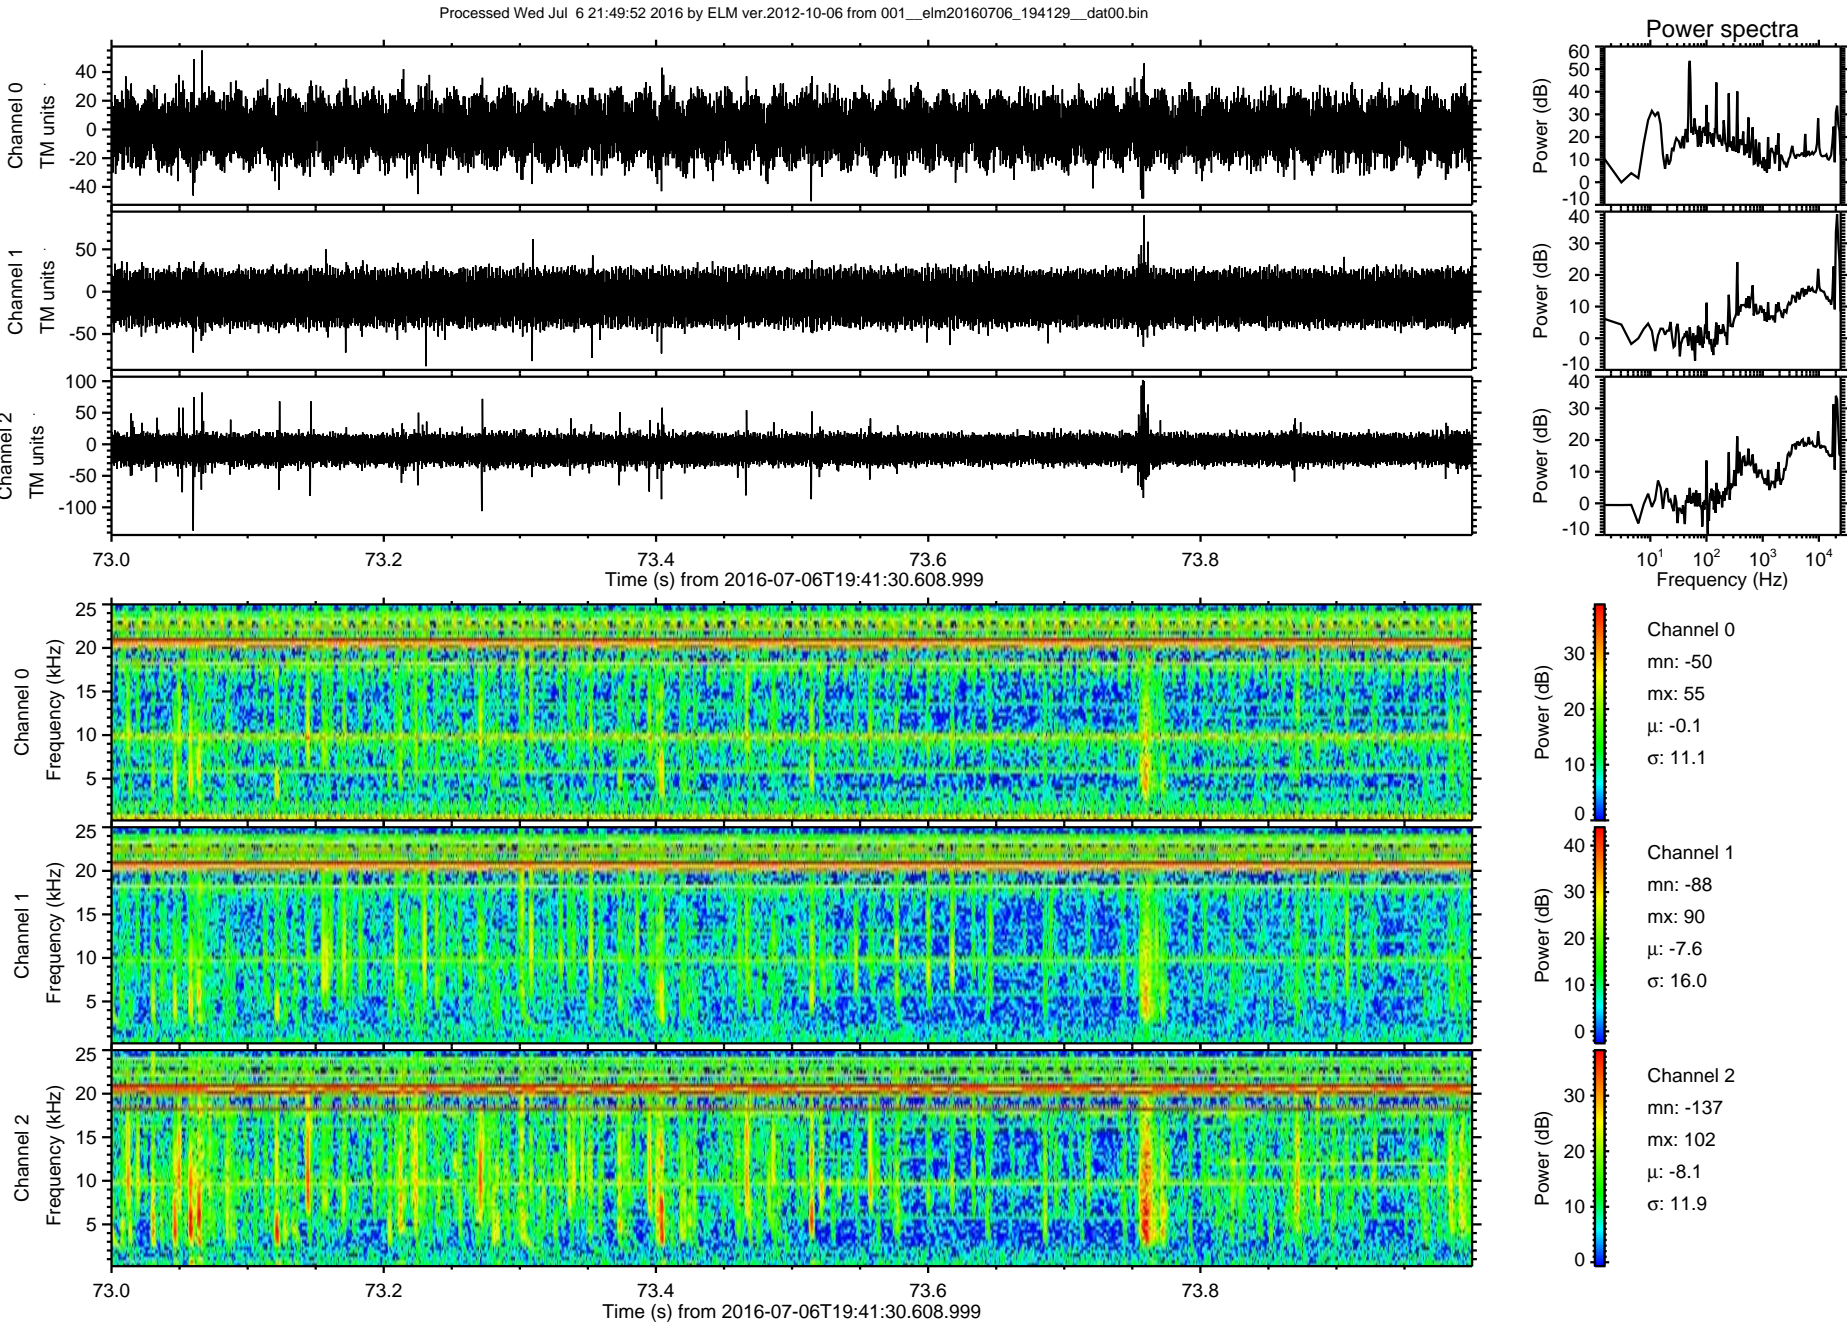 Processed Wed Jul  6 21:49:52 2016 by ELM ver.2012-10-06 from 001__elm20160706_194129__dat00.bin
Power spectra
Channel 0
TM units
40
20
0
-20
-40
Power (dB)
60
50
40
30
20
10
0
-10
Channel 1
TM units
50
0
-50
Power (dB)
40
30
20
10
0
-10
Channel 2
TM units
100
50
0
-50
-100
Power (dB)
40
30
20
10
0
-10
73.0 73.2 73.4 73.6 73.8
Time (s) from 2016-07-06T19:41:30.608.999
10¹ 10² 10³ 10⁴
Frequency (Hz)
Channel 0
Frequency (kHz)
25
20
15
10
5
Power (dB)
30
20
10
0
Channel 0
mn: -50
mx: 55
μ: -0.1
σ: 11.1
Channel 1
Frequency (kHz)
25
20
15
10
5
Power (dB)
40
30
20
10
0
Channel 1
mn: -88
mx: 90
μ: -7.6
σ: 16.0
Channel 2
Frequency (kHz)
25
20
15
10
5
Power (dB)
30
20
10
0
Channel 2
mn: -137
mx: 102
μ: -8.1
σ: 11.9
73.0 73.2 73.4 73.6 73.8
Time (s) from 2016-07-06T19:41:30.608.999